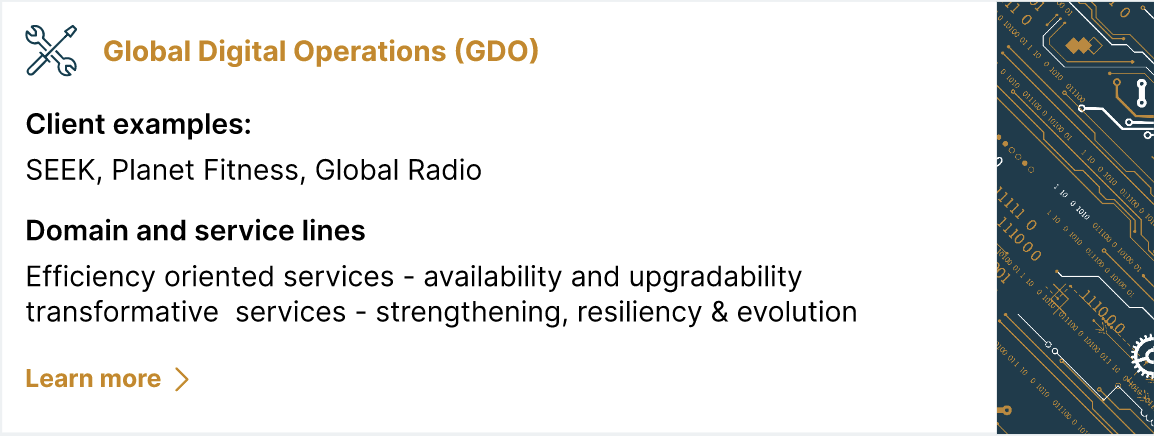 Global Digital Operations (GDO)
Client examples:
SEEK, Planet Fitness, Global Radio
Domain and service lines
Efficiency oriented services - availability and upgradability
transformative  services - strengthening, resiliency & evolution
Learn more